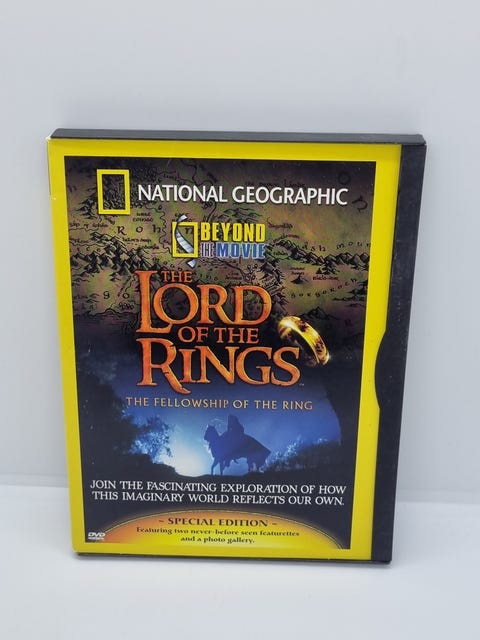 NATIONAL GEOGRAPHIC
BEYOND
THE MOVIE
THE
LORD
OF THE
RINGS
THE FELLOWSHIP OF THE RING
JOIN THE FASCINATING EXPLORATION OF HOW
THIS IMAGINARY WORLD REFLECTS OUR OWN.
~ SPECIAL EDITION ~
Featuring two never-before seen featurettes
and a photo gallery.
DVD